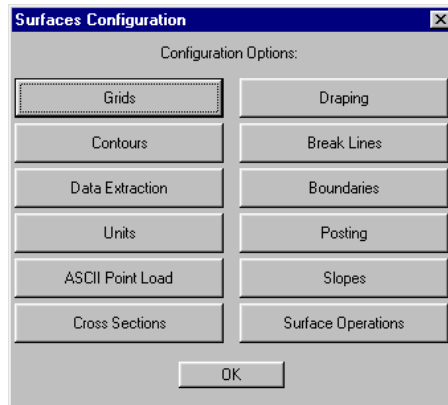 Surfaces Configuration
Configuration Options:
Grids
Draping
Contours
Break Lines
Data Extraction
Boundaries
Units
Posting
ASCII Point Load
Slopes
Cross Sections
Surface Operations
OK